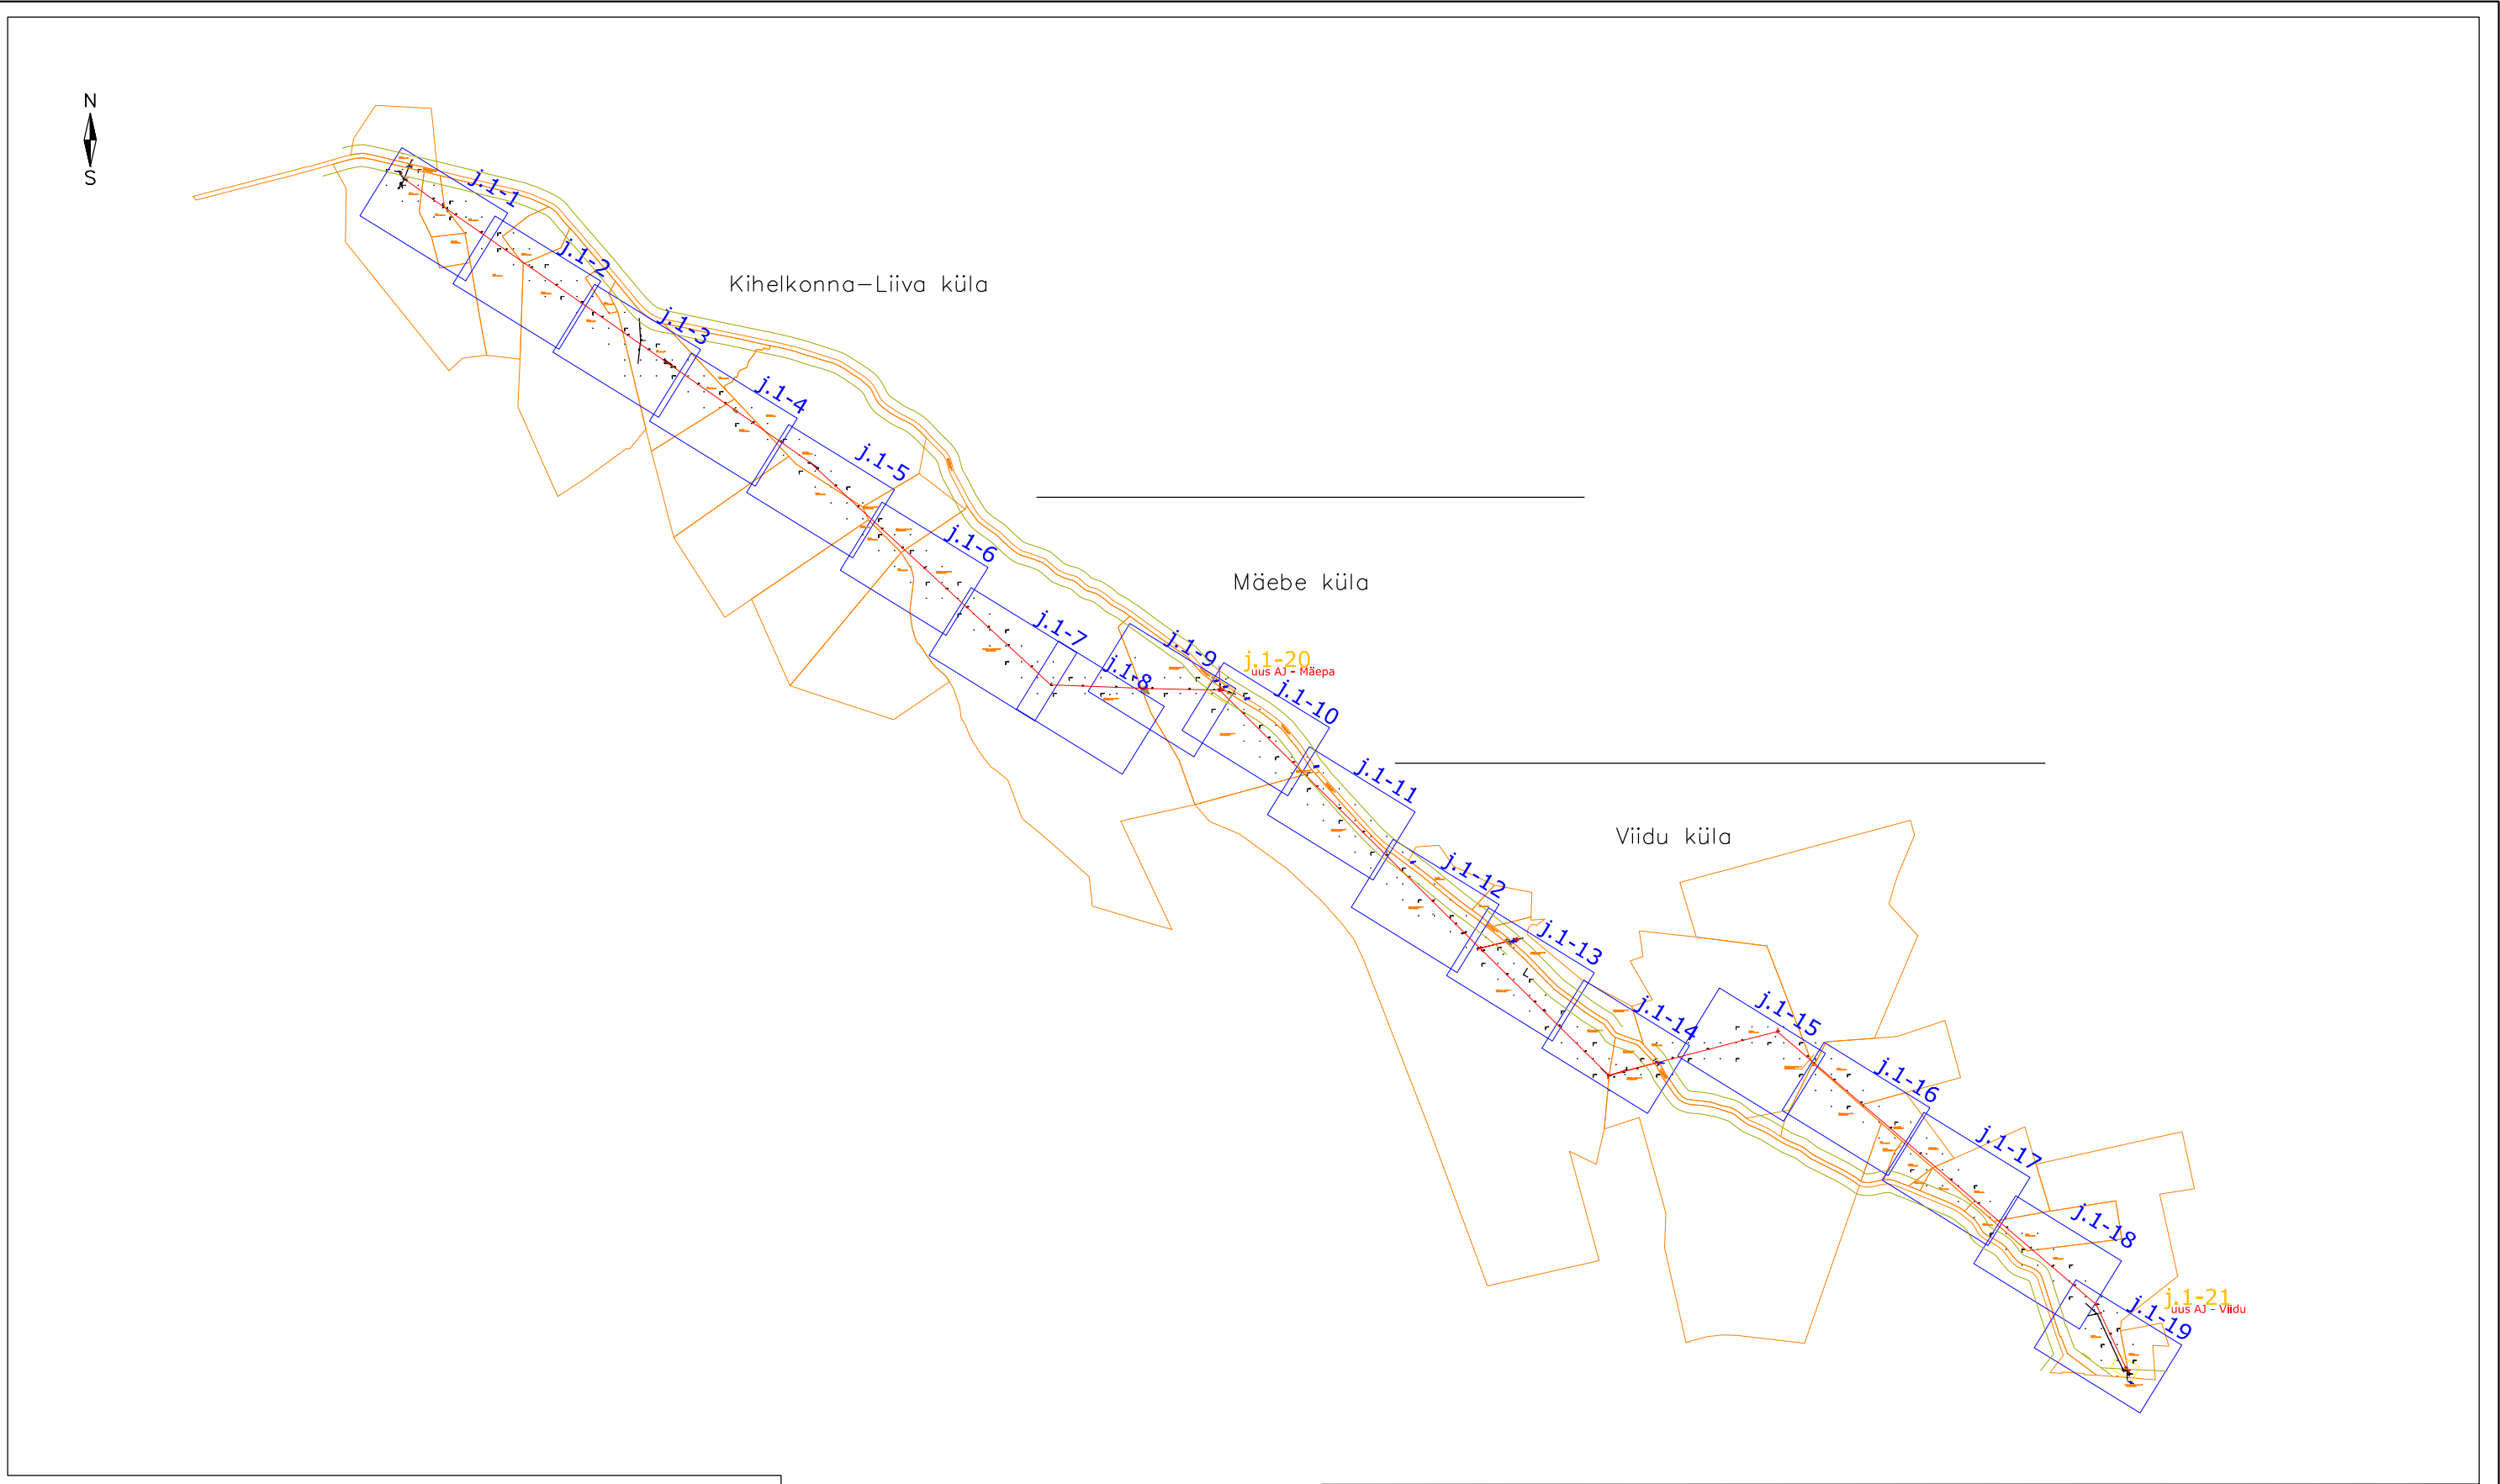 N
S
j.1-1
j.1-2
Kihelkonna-Liiva küla
j.1-3
j.1-4
j.1-5
j.1-6
Mäebe küla
j.1-7
j.1-8
j.1-9
j.1-20
uus AJ - Mäepa
j.1-10
j.1-11
Viidu küla
j.1-12
j.1-13
j.1-14
j.1-15
j.1-16
j.1-17
j.1-18
j.1-21
uus AJ - Viidu
j.1-19